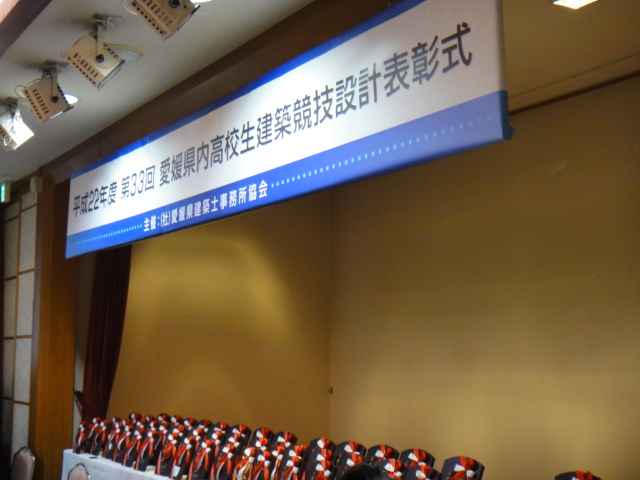 平成22年度 第33回 愛媛県内高校生建築競技設計表彰式
主催:(社)愛媛県建築士事務所協会